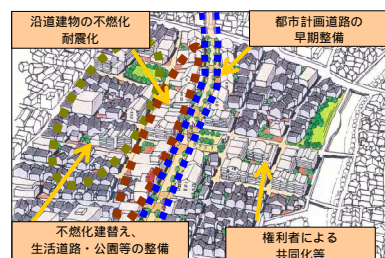 沿道建物の不燃化
耐震化
都市計画道路の
早期整備
不燃化建替え、
生活道路・公園等の整備
権利者による
共同化等